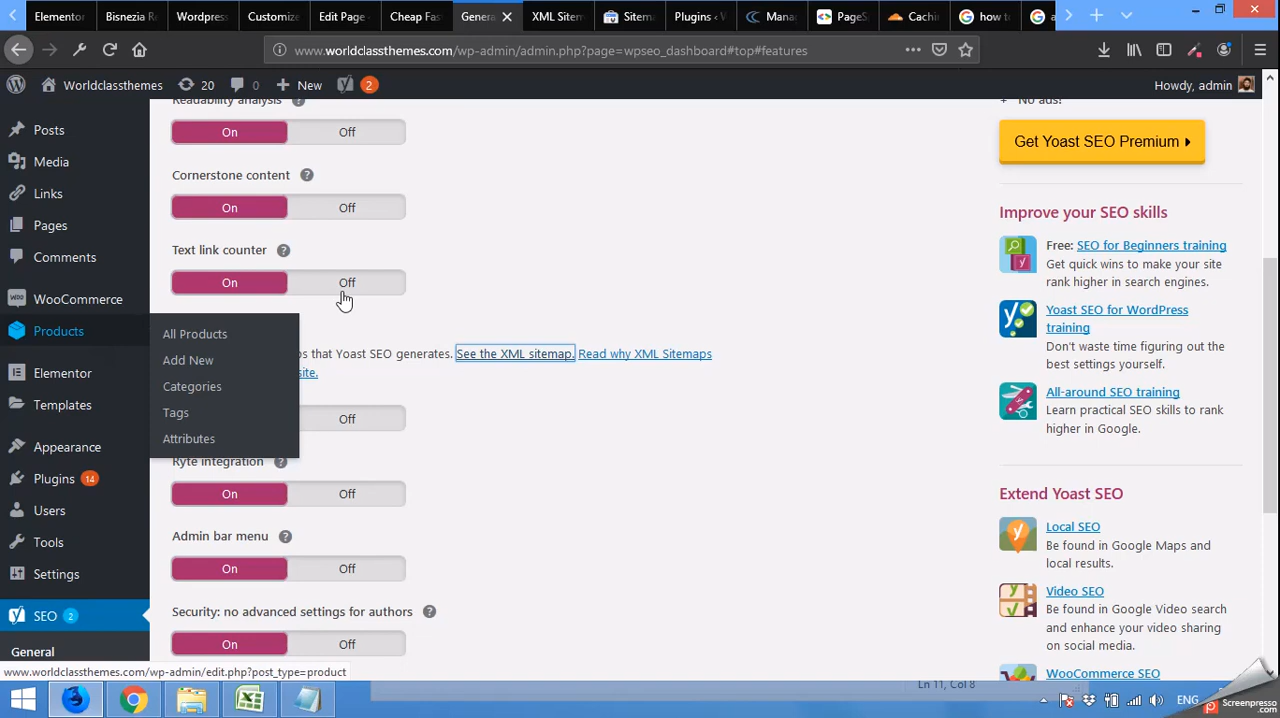 Elementor
Bisnezia Re
Wordpress
Customize
Edit Page
Cheap Fas
Genera
XML Sitem
Sitema
Plugins ‹ W
Manag
PageSp
Cachi
how to
www.worldclassthemes.com/wp-admin/admin.php?page=wpseo_dashboard#top#features
Worldclassthemes
20
0
New
2
Howdy, admin
Posts
Media
Links
Pages
Comments
WooCommerce
Products
Elementor
Templates
Appearance
Plugins 14
Users
Tools
Settings
SEO 2
General
All Products
Add New
Categories
Tags
Attributes
Readability analysis
On Off
Cornerstone content
On Off
Text link counter
On Off
ps that Yoast SEO generates. See the XML sitemap. Read why XML Sitemaps
site.
Off
Ryte integration
On Off
Admin bar menu
On Off
Security: no advanced settings for authors
On Off
+ No ads!
Get Yoast SEO Premium
Improve your SEO skills
Free: SEO for Beginners training
Get quick wins to make your site
rank higher in search engines.
Yoast SEO for WordPress
training
Don't waste time figuring out the
best settings yourself.
All-around SEO training
Learn practical SEO skills to rank
higher in Google.
Extend Yoast SEO
Local SEO
Be found in Google Maps and
local results.
Video SEO
Be found in Google Video search
and enhance your video sharing
on social media.
WooCommerce SEO
www.worldclassthemes.com/wp-admin/edit.php?post_type=product
Ln 11, Col 8
ENG
Screenpresso
.com